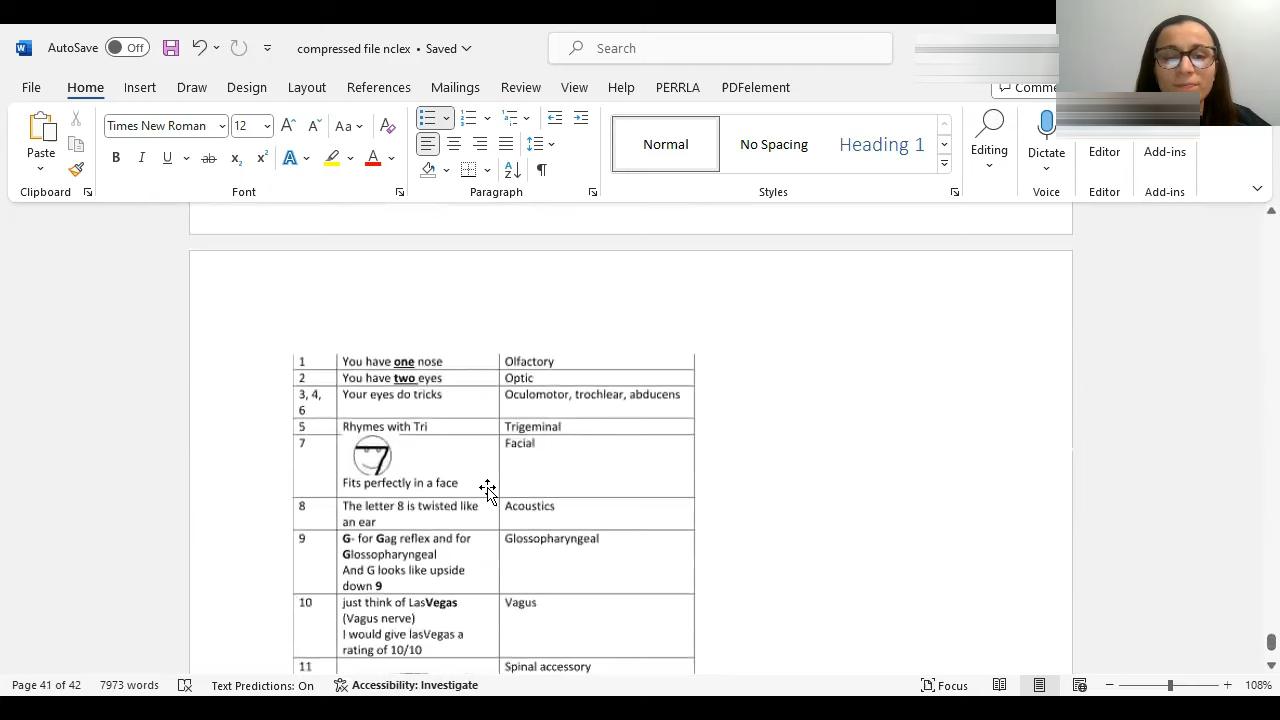 AutoSave Off compressed file nclex • Saved Search
File Home Insert Draw Design Layout References Mailings Review View Help PERRLA PDFelement
Times New Roman 12 Aa
Paste B I U ab x2 x2 A A
Normal No Spacing Heading 1
Editing Dictate Editor Add-ins
Clipboard Font Paragraph Styles Voice Editor Add-ins
1 You have one nose Olfactory
2 You have two eyes Optic
3, 4, Your eyes do tricks Oculomotor, trochlear, abducens
6
5 Rhymes with Tri Trigeminal
7 Facial
7
Fits perfectly in a face
8 The letter 8 is twisted like Acoustics
an ear
9 G- for Gag reflex and for Glossopharyngeal
Glossopharyngeal
And G looks like upside
down 9
10 just think of LasVegas Vagus
(Vagus nerve)
I would give lasVegas a
rating of 10/10
11 Spinal accessory
Page 41 of 42 7973 words Text Predictions: On Accessibility: Investigate Focus 108%